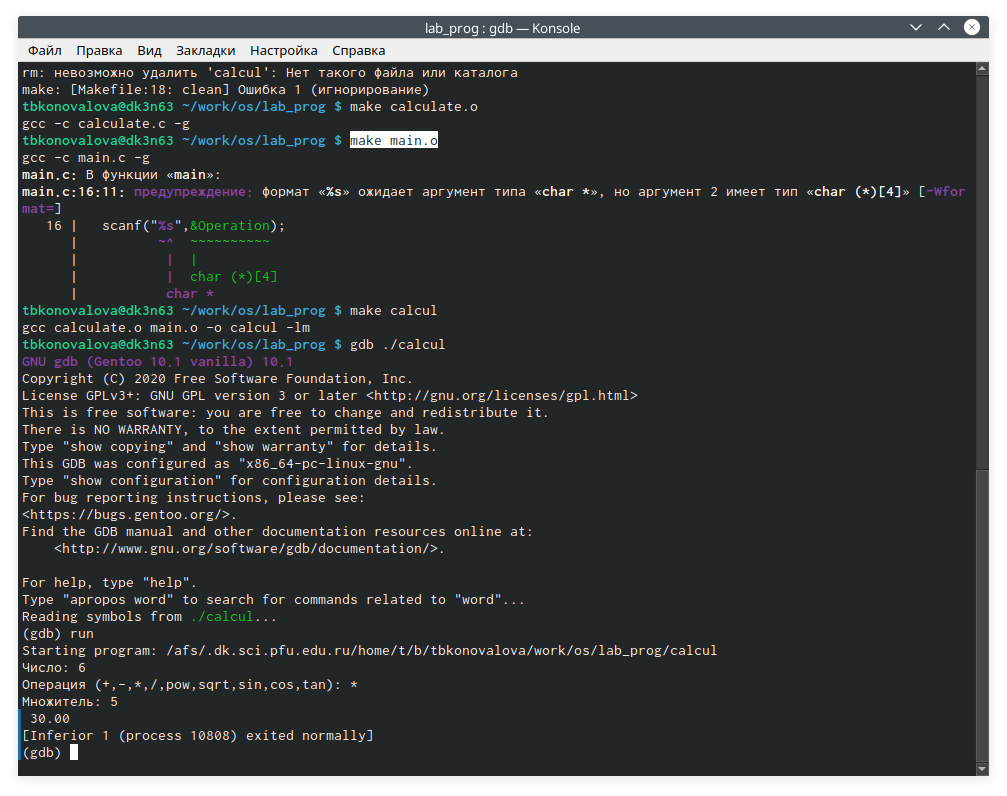 lab_prog : gdb — Konsole
Файл Правка Вид Закладки Настройка Справка
rm: невозможно удалить 'calcul': Нет такого файла или каталога
make: [Makefile:18: clean] Ошибка 1 (игнорирование)
tbkonovalova@dk3n63 ~/work/os/lab_prog $ make calculate.o
gcc -c calculate.c -g
tbkonovalova@dk3n63 ~/work/os/lab_prog $ make main.o
gcc -c main.c -g
main.c: В функции «main»:
main.c:16:11: предупреждение: формат «%s» ожидает аргумент типа «char *», но аргумент 2 имеет тип «char (*)[4]» [-Wfor
mat=]
   16 |   scanf("%s",&Operation);
      |          ~^  ~~~~~~~~~~
      |           |  |
      |           |  char (*)[4]
      |           char *
tbkonovalova@dk3n63 ~/work/os/lab_prog $ make calcul
gcc calculate.o main.o -o calcul -lm
tbkonovalova@dk3n63 ~/work/os/lab_prog $ gdb ./calcul
GNU gdb (Gentoo 10.1 vanilla) 10.1
Copyright (C) 2020 Free Software Foundation, Inc.
License GPLv3+: GNU GPL version 3 or later <http://gnu.org/licenses/gpl.html>
This is free software: you are free to change and redistribute it.
There is NO WARRANTY, to the extent permitted by law.
Type "show copying" and "show warranty" for details.
This GDB was configured as "x86_64-pc-linux-gnu".
Type "show configuration" for configuration details.
For bug reporting instructions, please see:
<https://bugs.gentoo.org/>.
Find the GDB manual and other documentation resources online at:
    <http://www.gnu.org/software/gdb/documentation/>.
For help, type "help".
Type "apropos word" to search for commands related to "word"...
Reading symbols from ./calcul...
(gdb) run
Starting program: /afs/.dk.sci.pfu.edu.ru/home/t/b/tbkonovalova/work/os/lab_prog/calcul
Число: 6
Операция (+,-,*,/,pow,sqrt,sin,cos,tan): *
Множитель: 5
 30.00
[Inferior 1 (process 10808) exited normally]
(gdb)